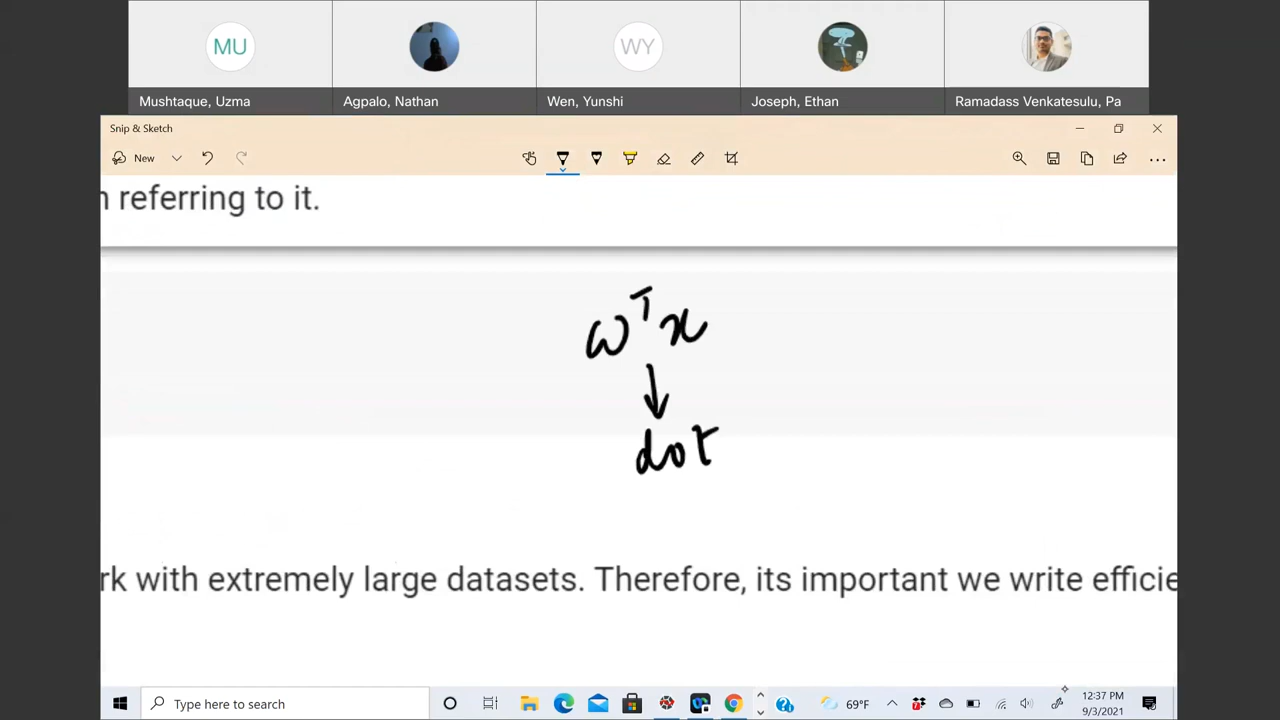 MU
WY
Mushtaque, Uzma
Agpalo, Nathan
Wen, Yunshi
Joseph, Ethan
Ramadass Venkatesulu, Pa
Snip & Sketch
New
n referring to it.
wᵀx
↓
dot
rk with extremely large datasets. Therefore, its important we write efficie
Type here to search
69°F
12:37 PM
9/3/2021